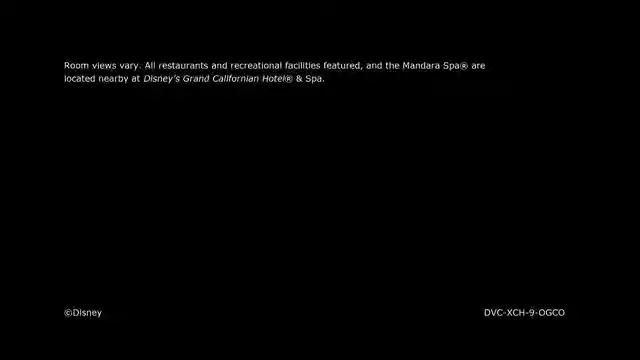 Room views vary. All restaurants and recreational facilities featured, and the Mandara Spa® are
located nearby at Disney's Grand Californian Hotel® & Spa.
©Disney
DVC-XCH-9-OGCO